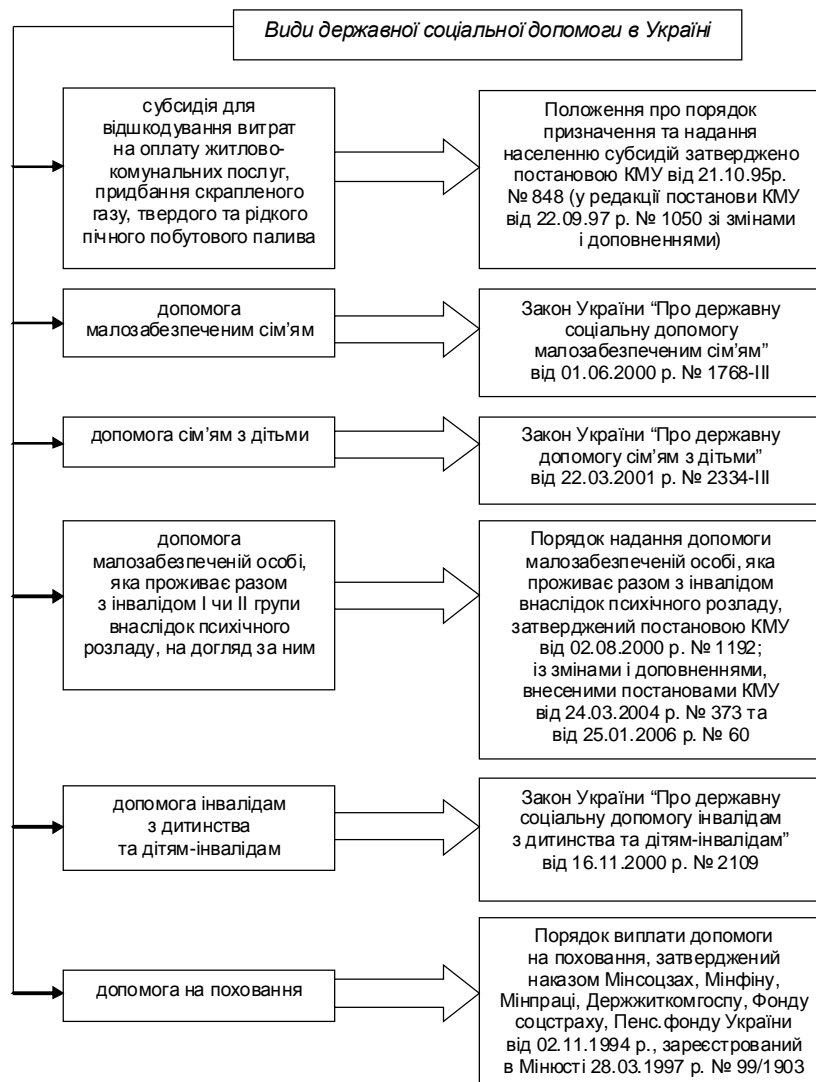 Види державної соціальної допомоги в Україні
субсидія для
відшкодування витрат
на оплату житлово-
комунальних послуг,
придбання скрапленого
газу, твердого та рідкого
пічного побутового палива
Положення про порядок
призначення та надання
населенню субсидій затверджено
постановою КМУ від 21.10.95р.
№ 848 (у редакції постанови КМУ
від 22.09.97 р. № 1050 зі змінами
і доповненнями)
допомога
малозабезпеченим сім’ям
Закон України “Про державну
соціальну допомогу
малозабезпеченим сім’ям”
від 01.06.2000 р. № 1768-III
допомога сім’ям з дітьми
Закон України “Про державну
допомогу сім’ям з дітьми”
від 22.03.2001 р. № 2334-III
допомога
малозабезпеченій особі,
яка проживає разом
з інвалідом I чи II групи
внаслідок психічного
розладу, на догляд за ним
Порядок надання допомоги
малозабезпеченій особі, яка
проживає разом з інвалідом
внаслідок психічного розладу,
затверджений постановою КМУ
від 02.08.2000 р. № 1192;
із змінами і доповненнями,
внесеними постановами КМУ
від 24.03.2004 р. № 373 та
від 25.01.2006 р. № 60
допомога інвалідам
з дитинства
та дітям-інвалідам
Закон України “Про державну
соціальну допомогу інвалідам
з дитинства та дітям-інвалідам”
від 16.11.2000 р. № 2109
допомога на поховання
Порядок виплати допомоги
на поховання, затверджений
наказом Мінсоцзах, Мінфіну,
Мінпраці, Держжиткомгоспу, Фонду
соцстраху, Пенс.фонду України
від 02.11.1994 р., зареєстрований
в Мінюсті 28.03.1997 р. № 99/1903